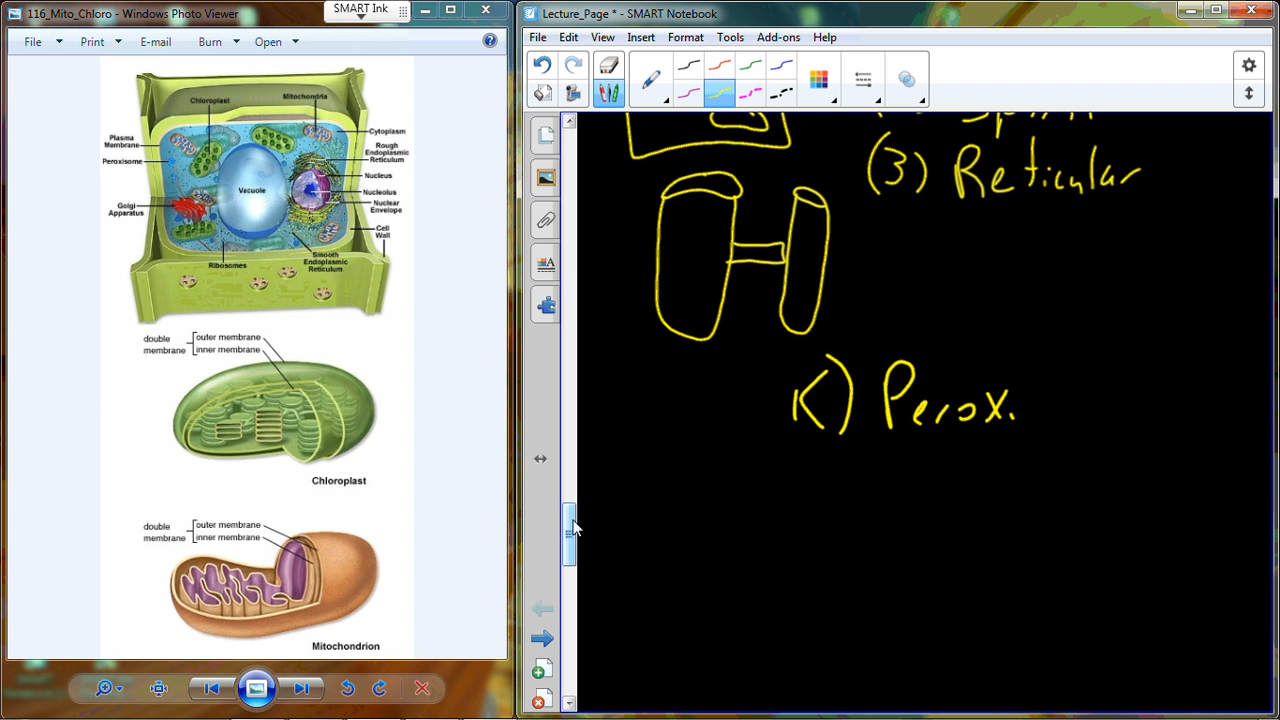 116_Mito_Chloro - Windows Photo Viewer
SMART Ink
File Print E-mail Burn Open
Chloroplast
Mitochondria
Plasma
Membrane
Peroxisome
Cytoplasm
Rough
Endoplasmic
Reticulum
Nucleus
Vacuole
Nucleolus
Golgi
Apparatus
Nuclear
Envelope
Cell
Wall
Ribosomes
Smooth
Endoplasmic
Reticulum
double
membrane
outer membrane
inner membrane
Chloroplast
double
membrane
outer membrane
inner membrane
Mitochondrion
Lecture_Page * - SMART Notebook
File Edit View Insert Format Tools Add-ons Help
(3) Reticular
K) Perox.